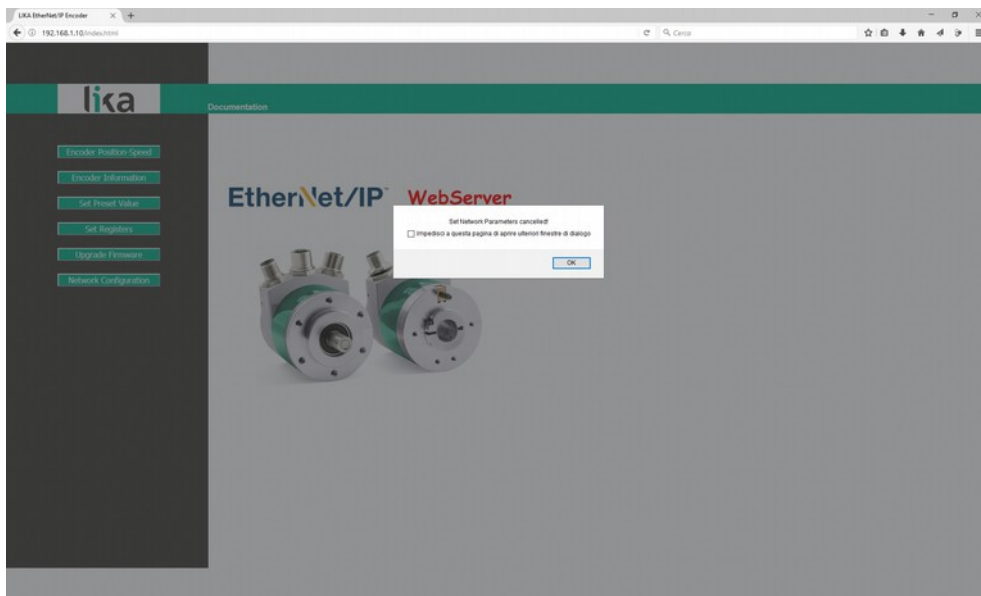 LIKA EtherNet/IP Encoder
192.168.1.10/index.html
Cerca
lika
Documentation
Encoder Position-Speed
Encoder Information
Set Preset Value
Set Registers
Upgrade Firmware
Network Configuration
EtherNet/IP WebServer
Set Network Parameters cancelled!
Impedisci a questa pagina di aprire ulteriori finestre di dialogo
OK